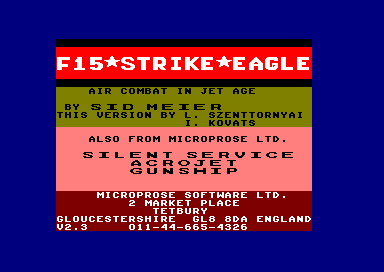 F15★STRIKE★EAGLE
AIR COMBAT IN JET AGE
BY SID MEIER
THIS VERSION BY L. SZENTTORNYAI
I. KOVATS
ALSO FROM MICROPROSE LTD.
SILENT SERVICE
ACROJET
GUNSHIP
MICROPROSE SOFTWARE LTD.
2 MARKET PLACE
TETBURY
GLOUCESTERSHIRE GL8 8DA ENGLAND
V2.3 011-44-665-4326